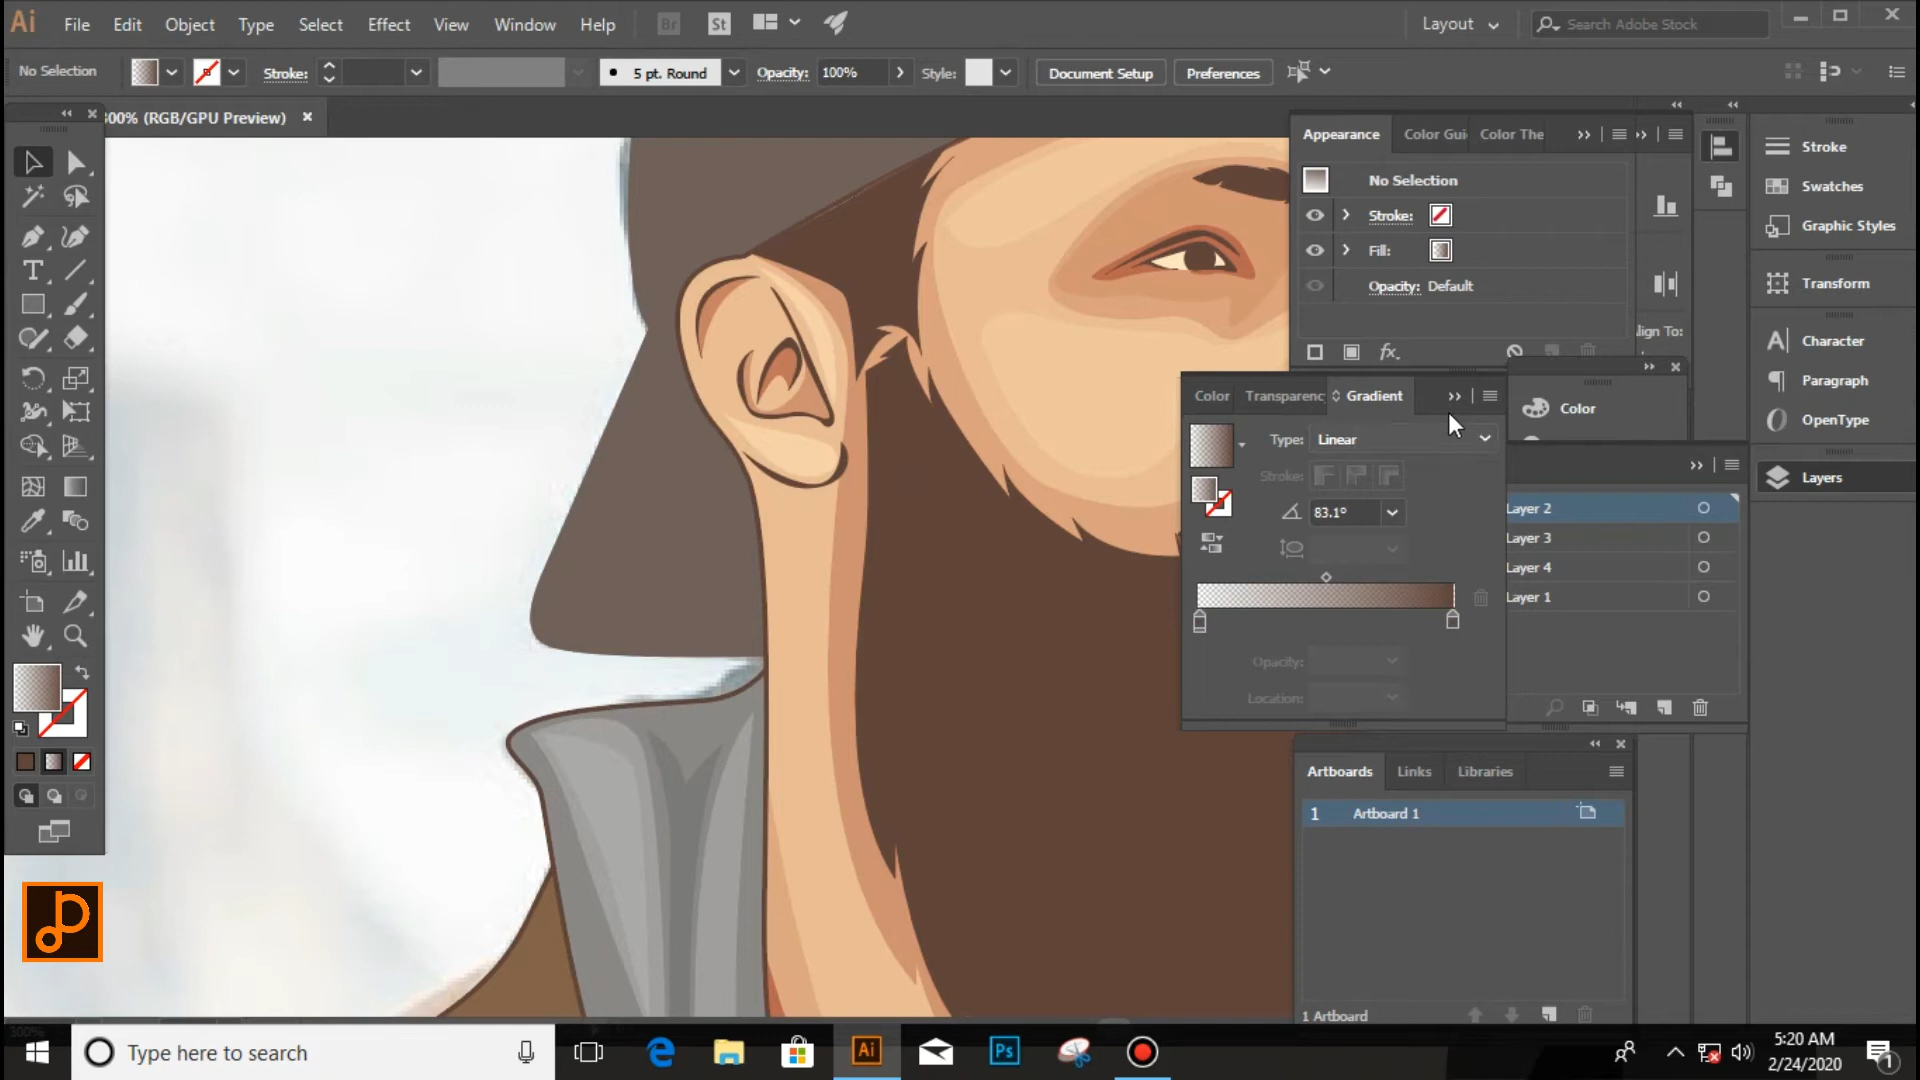 Ai File Edit Object Type Select Effect View Window Help Br St Layout Search Adobe Stock
No Selection Stroke: 5 pt. Round Opacity: 100% Style: Document Setup Preferences
300% (RGB/GPU Preview)
Appearance Color Gui Color The
No Selection
Stroke:
Fill:
Opacity: Default
fx.
lign To:
Stroke
Swatches
Graphic Styles
Transform
Character
Paragraph
OpenType
Layers
Color
Color Transparenc Gradient
Type: Linear
Stroke:
83.1°
Opacity:
Location:
Layer 2
Layer 3
Layer 4
Layer 1
Artboards Links Libraries
1 Artboard 1
1 Artboard
300%
Type here to search
Ai
Ps
5:20 AM
2/24/2020
1